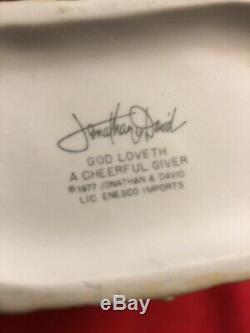 Jonathan & David
GOD LOVETH
A CHEERFUL GIVER
© 1977 JONATHAN & DAVID
LIC. ENESCO IMPORTS